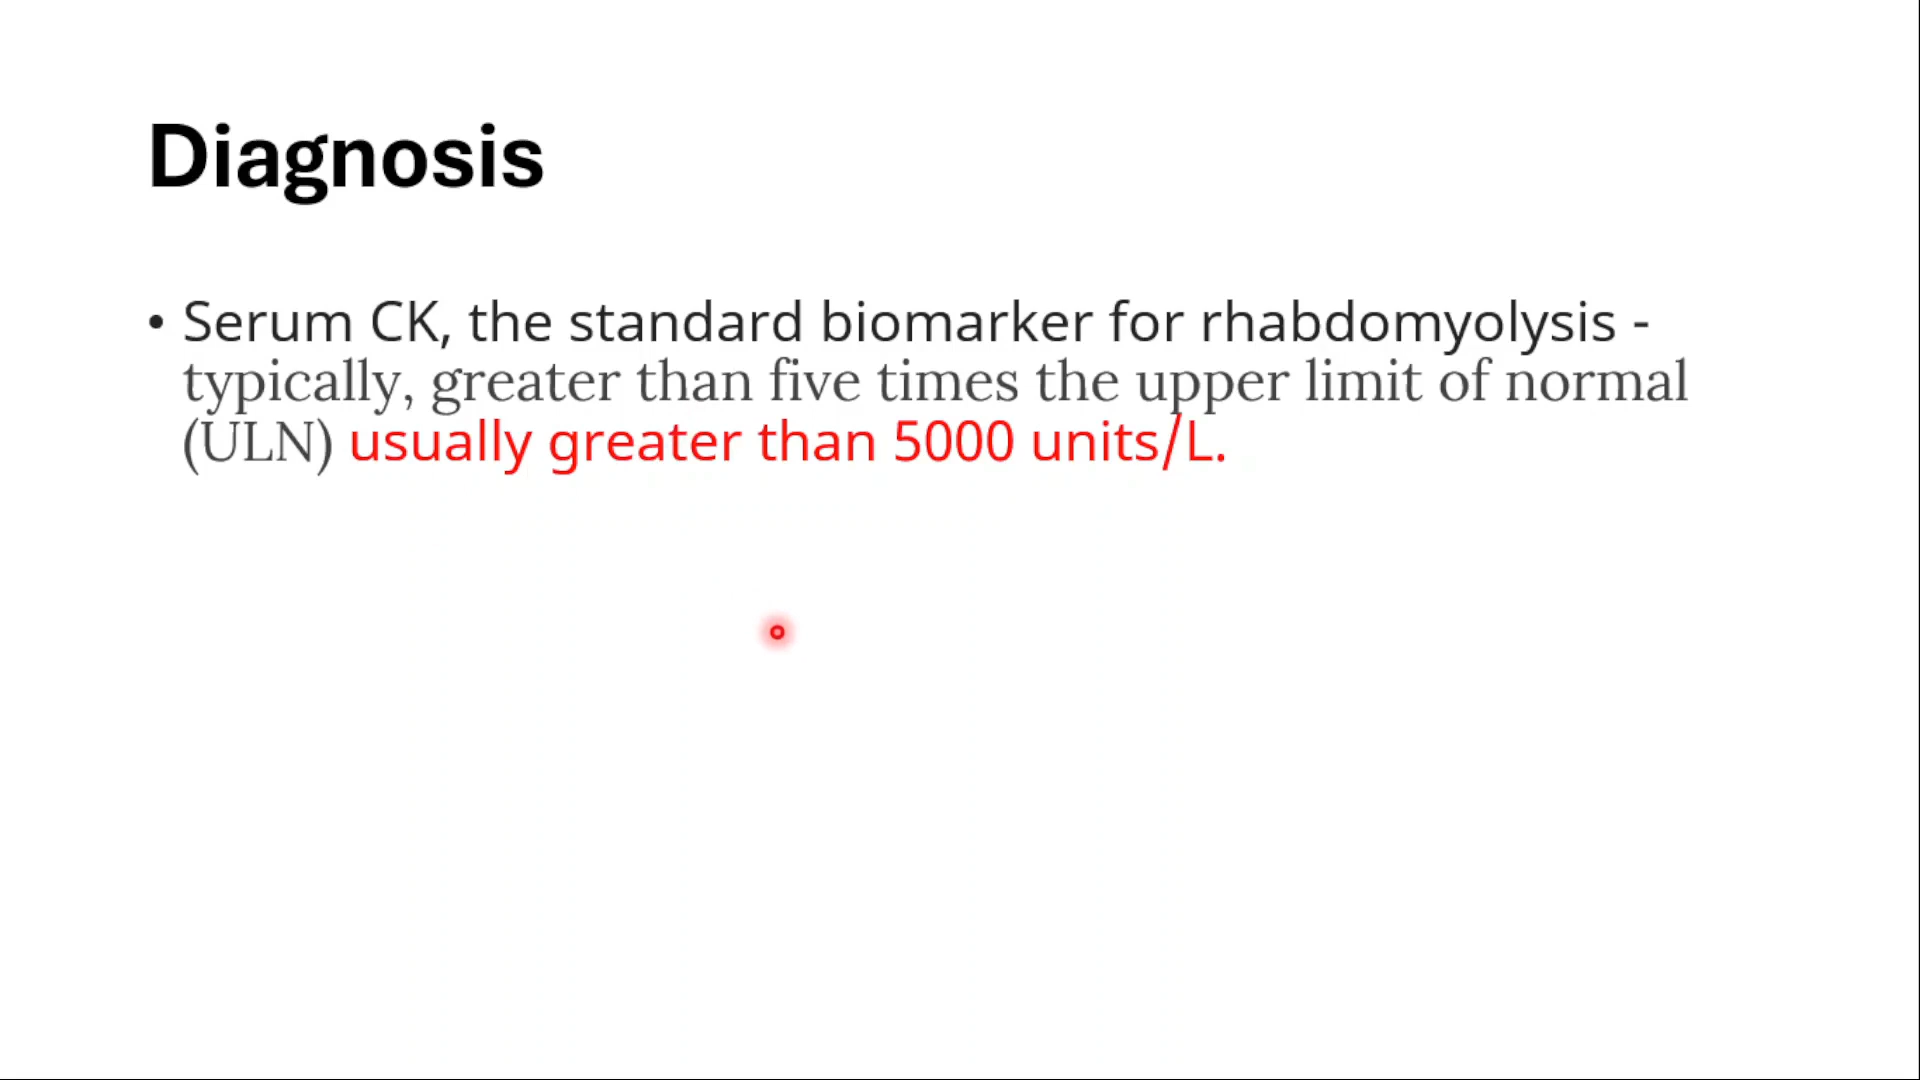 Diagnosis
• Serum CK, the standard biomarker for rhabdomyolysis -
typically, greater than five times the upper limit of normal
(ULN) usually greater than 5000 units/L.